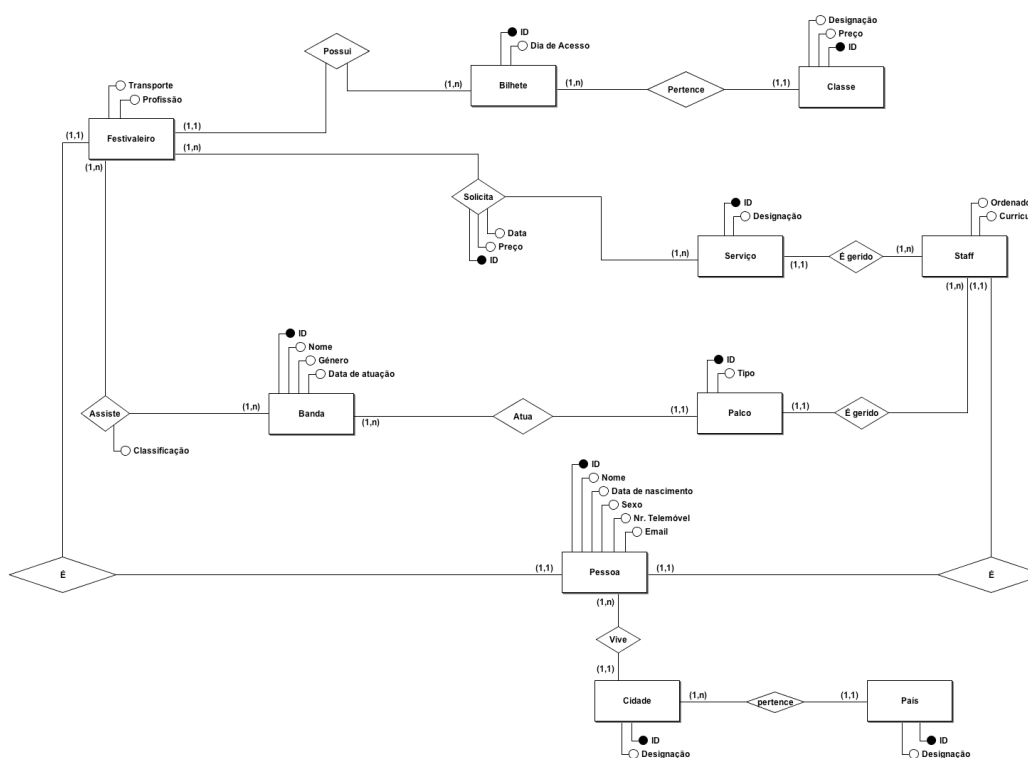 Designação
Preço
ID
ID
Dia de Acesso
Possui
Bilhete
(1,n)
(1,n)
Pertence
(1,1)
Classe
Transporte
Profissão
Festivaleiro
(1,1)
(1,1)
(1,n)
(1,n)
Solicita
Data
Preço
ID
ID
Designação
Serviço
(1,n)
(1,1)
É gerido
(1,n)
Ordenado
Curricu
Staff
(1,n)
(1,1)
ID
Nome
Género
Data de atuação
Assiste
Classificação
(1,n)
Banda
(1,n)
Atua
(1,1)
ID
Tipo
Palco
(1,1)
É gerido
ID
Nome
Data de nascimento
Sexo
Nr. Telemóvel
Email
É
(1,1)
Pessoa
(1,1)
É
(1,n)
Vive
(1,1)
Cidade
(1,n)
pertence
(1,1)
País
ID
Designação
ID
Designação